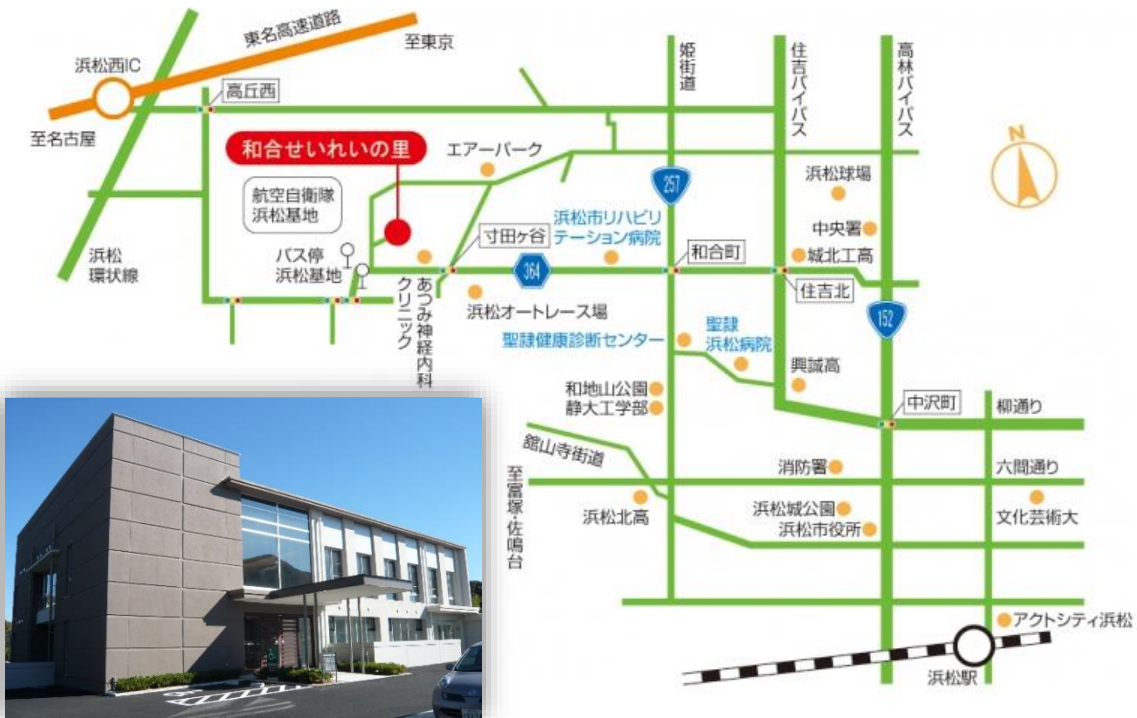 東名高速道路
至東京
浜松西IC
高丘西
至名古屋
姫街道
住吉バイパス
高林バイパス
N
和合せいれいの里
エアーパーク
航空自衛隊
浜松基地
257
浜松球場
浜松市リハビリ
テーション病院
中央署
寸田ヶ谷
和合町
城北工高
浜松
環状線
バス停
浜松基地
364
住吉北
あつみ神経内科
クリニック
浜松オートレース場
152
聖隷健康診断センター
聖隷
浜松病院
興誠高
和地山公園
静大工学部
中沢町
柳通り
舘山寺街道
至富塚・佐鳴台
消防署
六間通り
浜松北高
浜松城公園
浜松市役所
文化芸術大
アクトシティ浜松
浜松駅